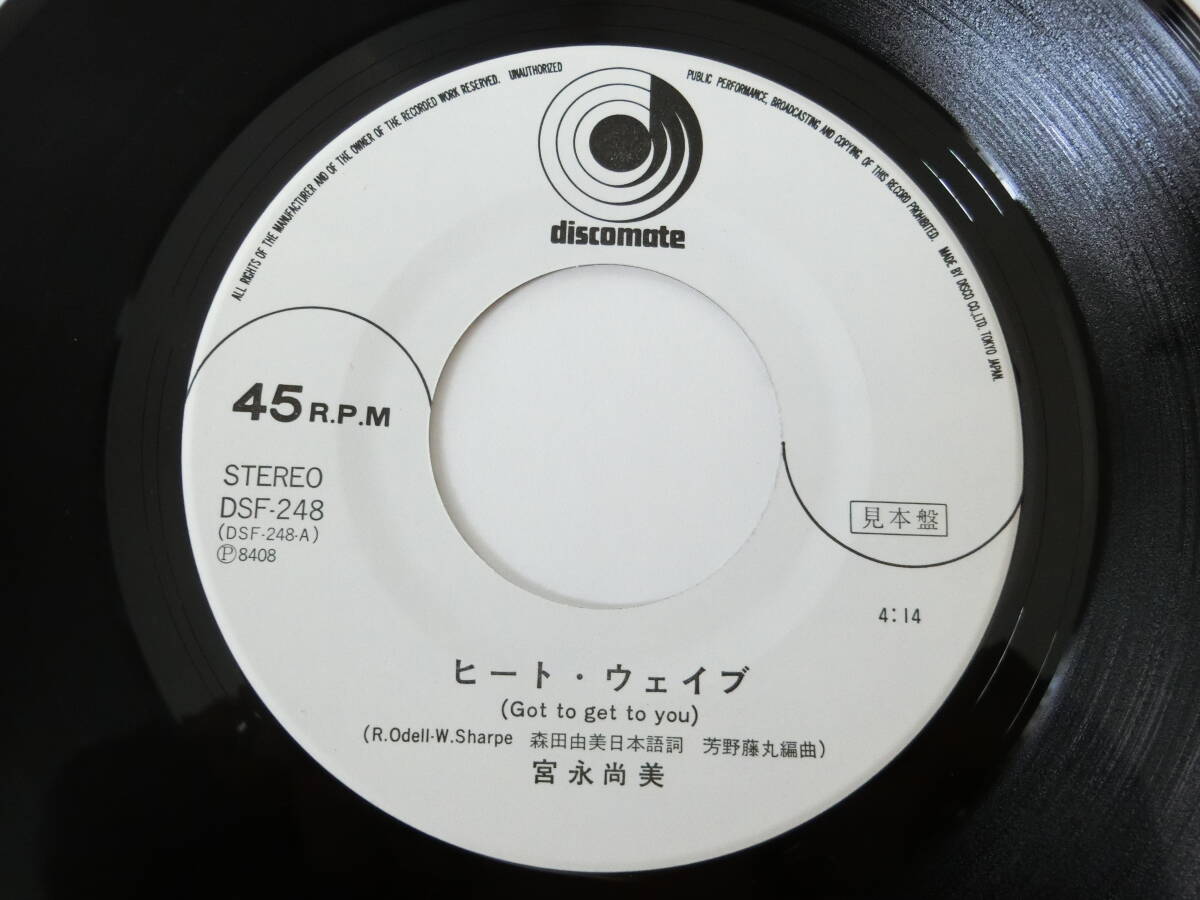 ALL RIGHTS OF THE MANUFACTURER AND OF THE OWNER OF THE RECORDED WORK RESERVED. UNAUTHORIZED PUBLIC PERFORMANCE, BROADCASTING AND COPYING OF THIS RECORD PROHIBITED. MADE BY DISCO CO.,LTD. TOKYO JAPAN.
discomate
45 R.P.M
STEREO
DSF-248
(DSF-248-A)
Ⓟ8408
見本盤
4:14
ヒート・ウェイブ
(Got to get to you)
(R.Odell-W.Sharpe 森田由美日本語詞 芳野藤丸編曲)
宮永尚美